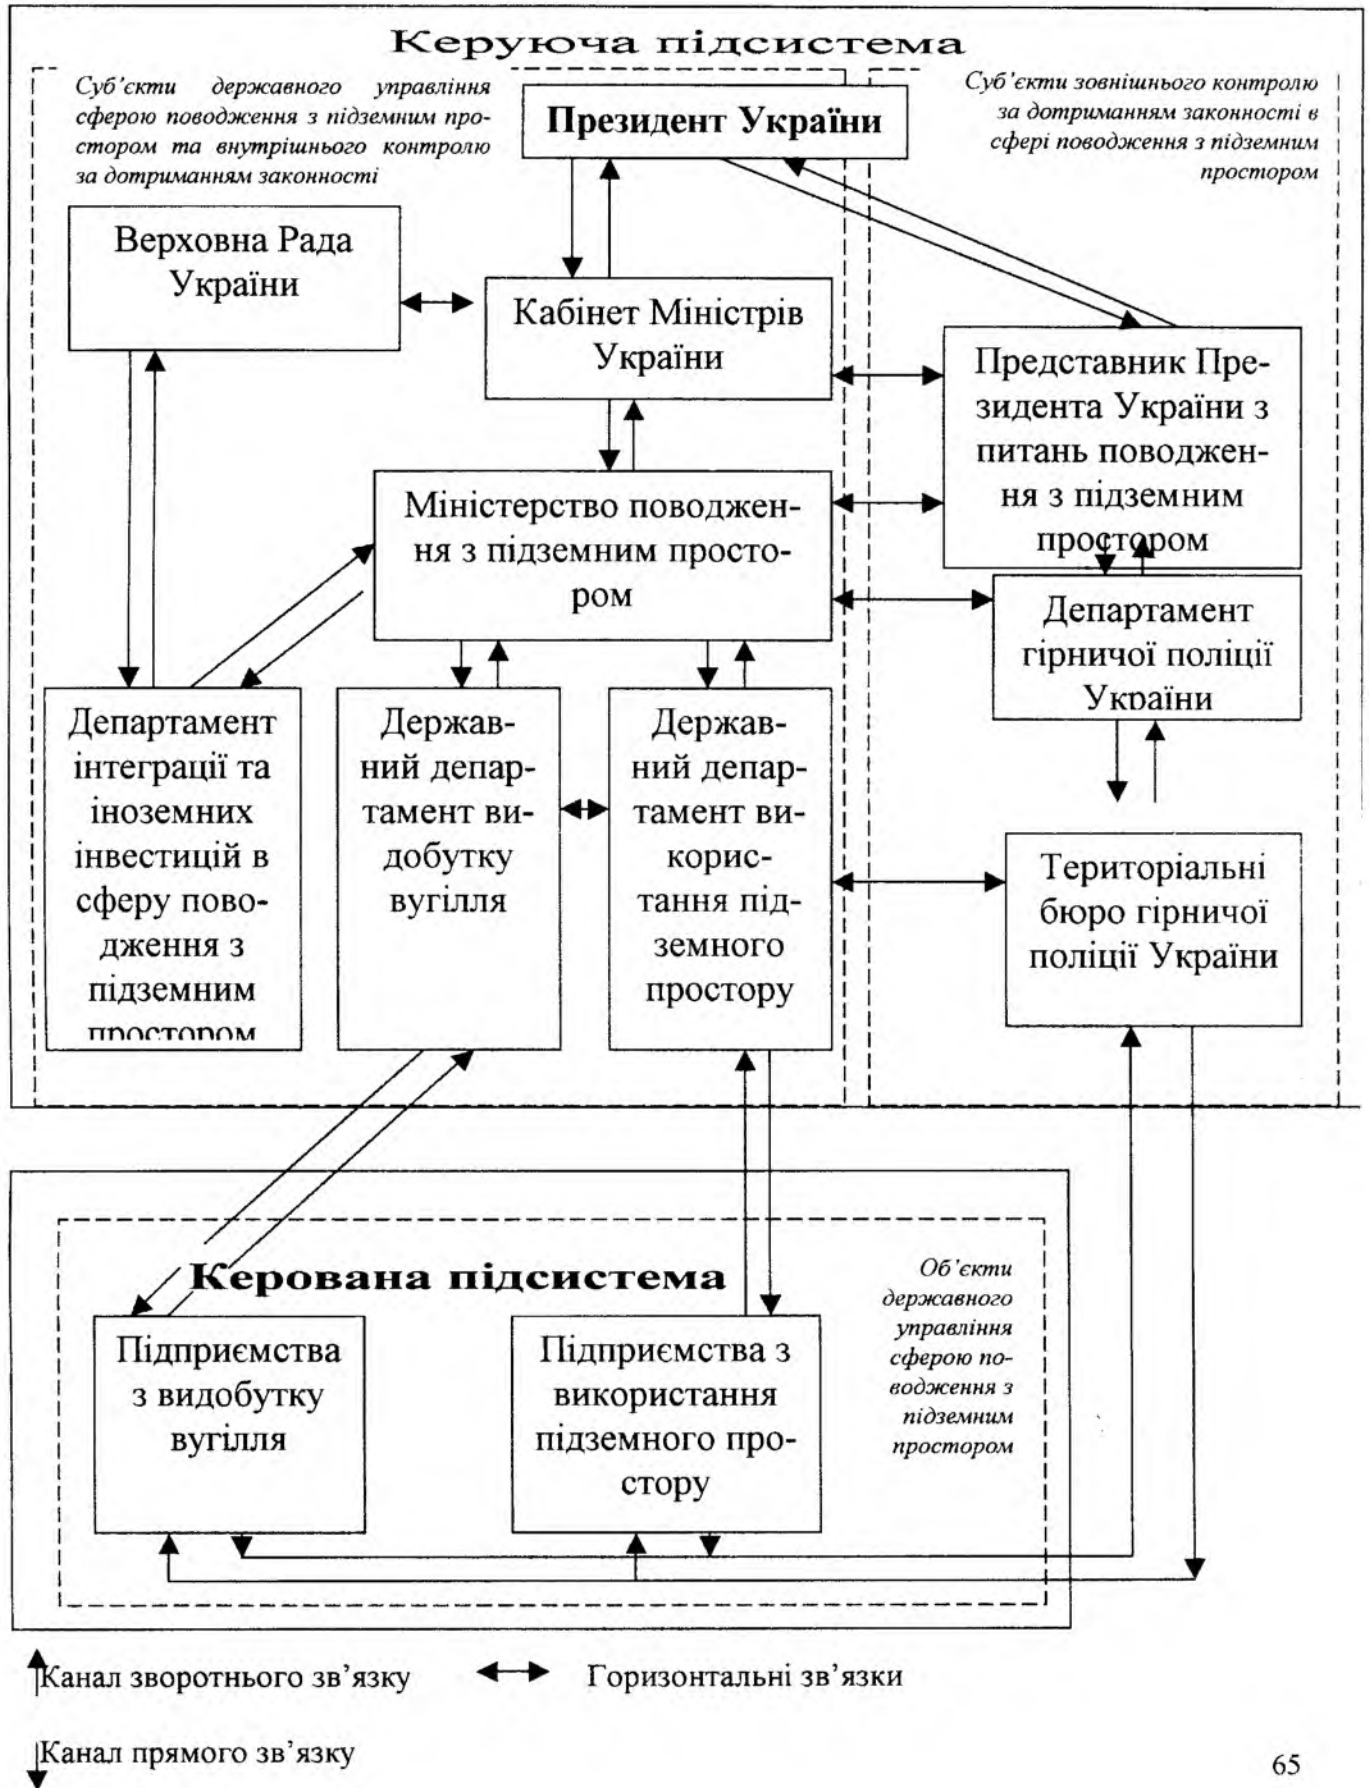 Керуюча підсистема
Суб’єкти державного управління
сферою поводження з підземним про-
стором та внутрішнього контролю
за дотриманням законності
Президент України
Суб’єкти зовнішнього контролю
за дотриманням законності в
сфері поводження з підземним
простором
Верховна Рада
України
Кабінет Міністрів
України
Представник Пре-
зидента України з
питань поводжен-
ня з підземним
простором
Міністерство поводжен-
ня з підземним просто-
ром
Департамент
гірничої поліції
України
Департамент
інтеграції та
іноземних
інвестицій в
сферу пово-
дження з
підземним
простором
Держав-
ний депар-
тамент ви-
добутку
вугілля
Держав-
ний депар-
тамент ви-
корис-
тання під-
земного
простору
Територіальні
бюро гірничої
поліції України
Керована підсистема
Об’єкти
державного
управління
сферою по-
водження з
підземним
простором
Підприємства
з видобутку
вугілля
Підприємства з
використання
підземного про-
стору
Канал зворотнього зв’язку
Горизонтальні зв’язки
Канал прямого зв’язку
65